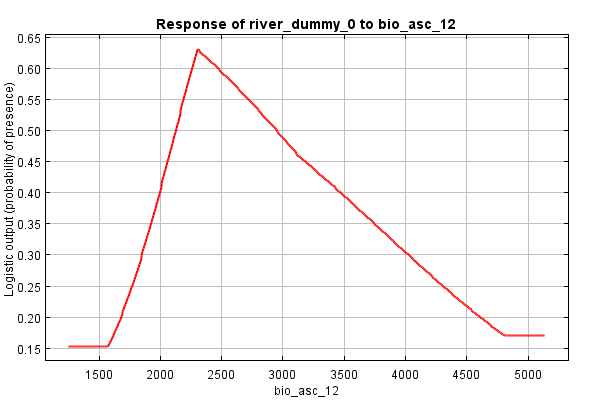 Response of river_dummy_0 to bio_asc_12
Logistic output (probability of presence)
0.65
0.60
0.55
0.50
0.45
0.40
0.35
0.30
0.25
0.20
0.15
1500 2000 2500 3000 3500 4000 4500 5000
bio_asc_12